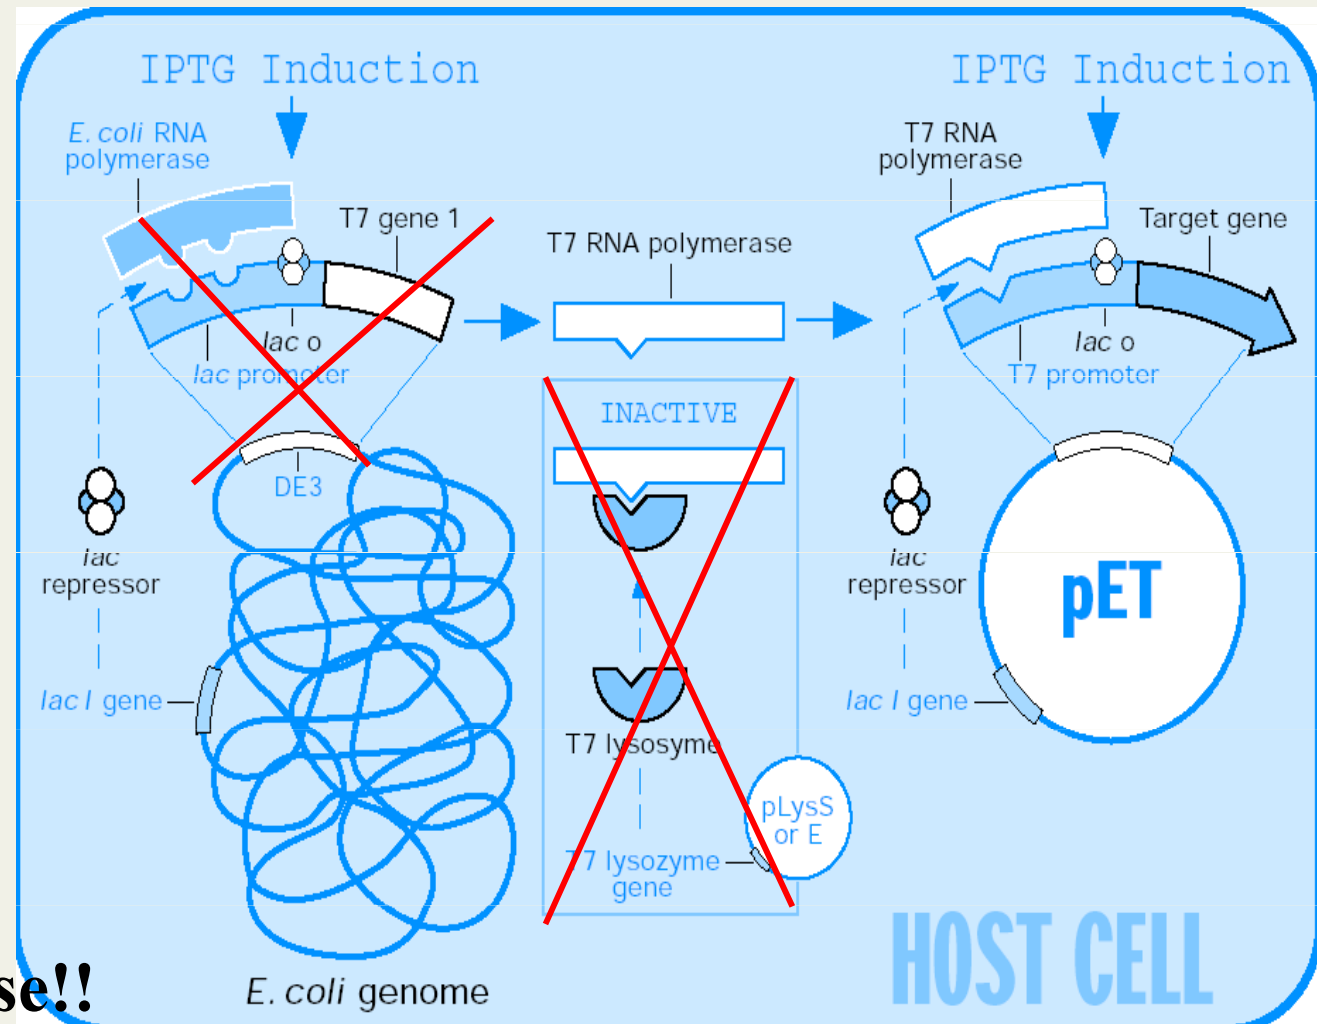 IPTG Induction
E. coli RNA
polymerase
T7 gene 1
lac o
lac promoter
DE3
lac
repressor
lac I gene
E. coli genome
T7 RNA polymerase
INACTIVE
T7 lysosyme
pLysS
or E
T7 lysozyme
gene
IPTG Induction
T7 RNA
polymerase
Target gene
lac o
T7 promoter
lac
repressor
lac I gene
pET
HOST CELL
se!!